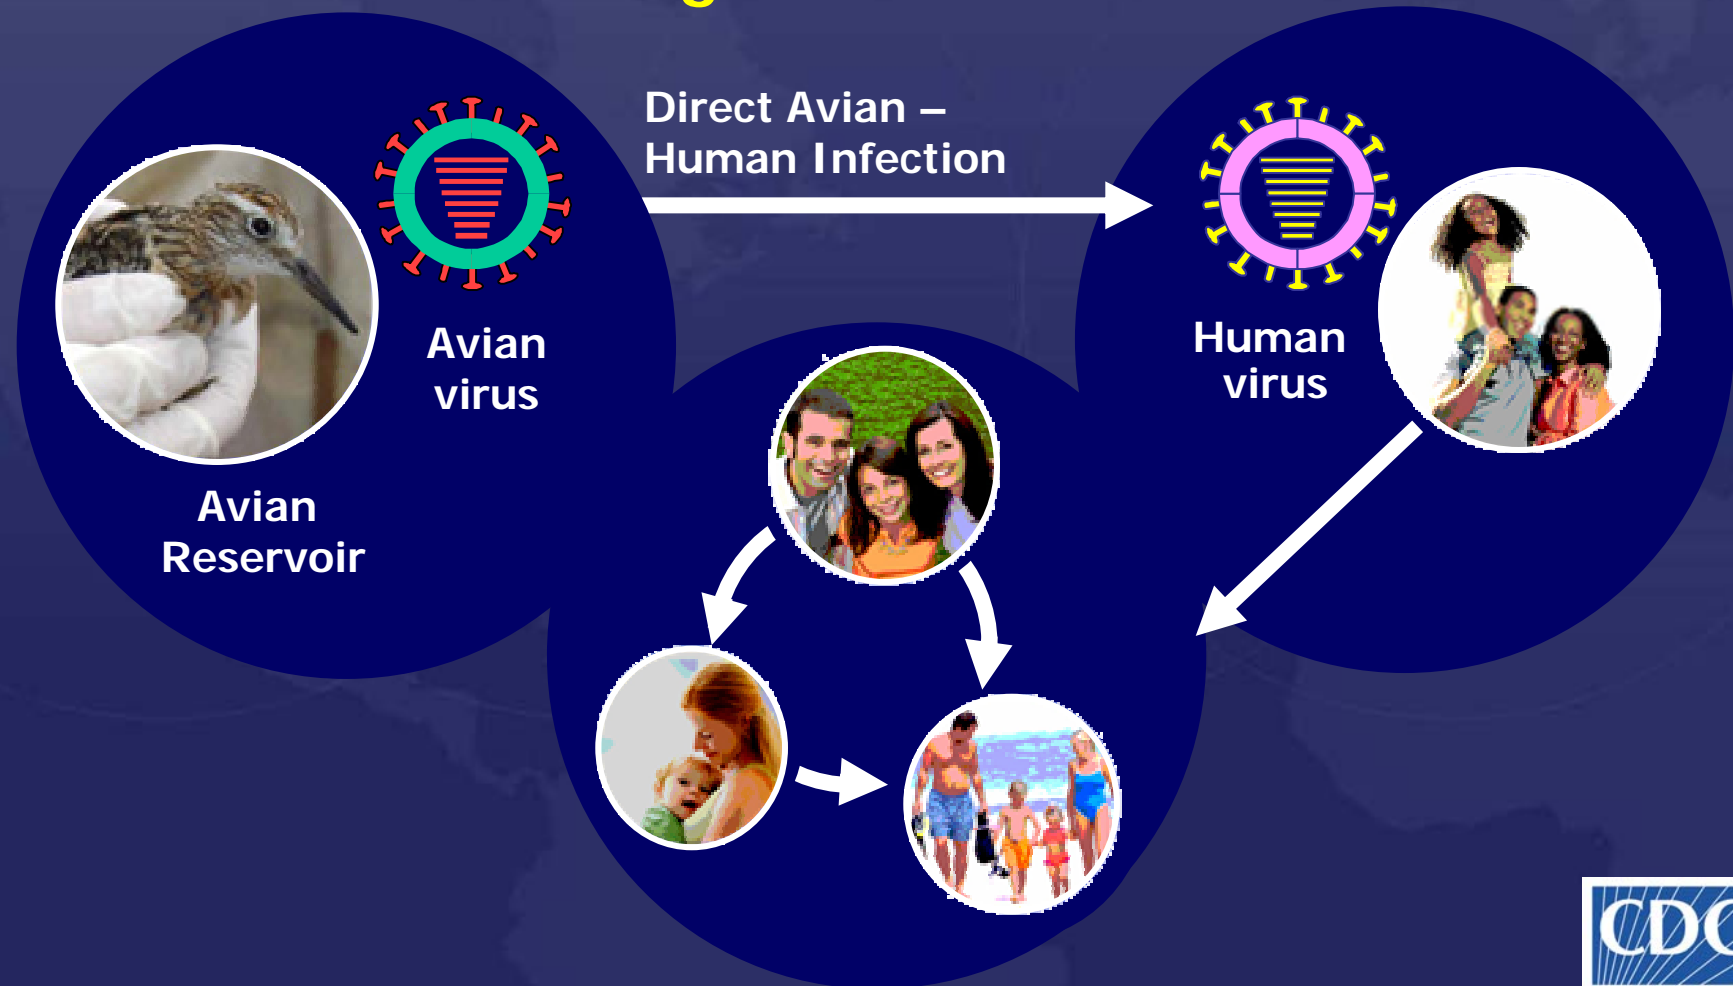 Direct Avian –
Human Infection
Avian
virus
Human
virus
Avian
Reservoir
CDC